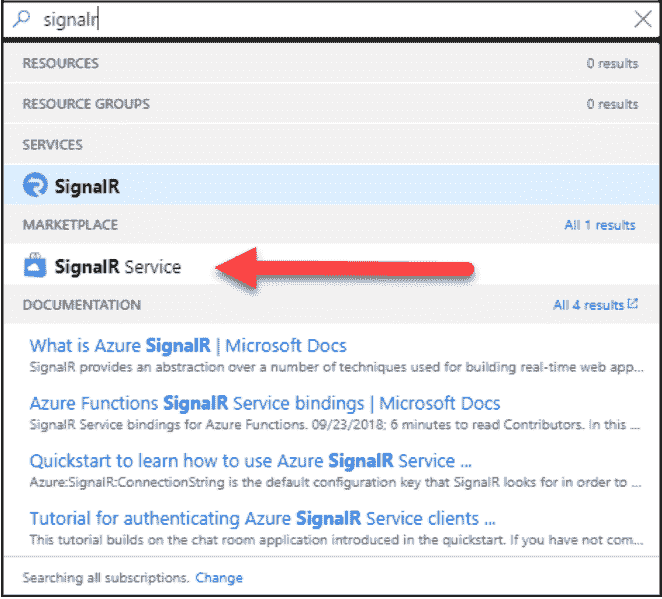 signalr
RESOURCES 0 results
RESOURCE GROUPS 0 results
SERVICES
SignalR
MARKETPLACE All 1 results
SignalR Service
DOCUMENTATION All 4 results
What is Azure SignalR | Microsoft Docs
SignalR provides an abstraction over a number of techniques used for building real-time web app...
Azure Functions SignalR Service bindings | Microsoft Docs
SignalR Service bindings for Azure Functions. 09/23/2018; 6 minutes to read Contributors. In this ...
Quickstart to learn how to use Azure SignalR Service ...
Azure:SignalR:ConnectionString is the default configuration key that SignalR looks for in order to ...
Tutorial for authenticating Azure SignalR Service clients ...
This tutorial builds on the chat room application introduced in the quickstart. If you have not com...
Searching all subscriptions. Change